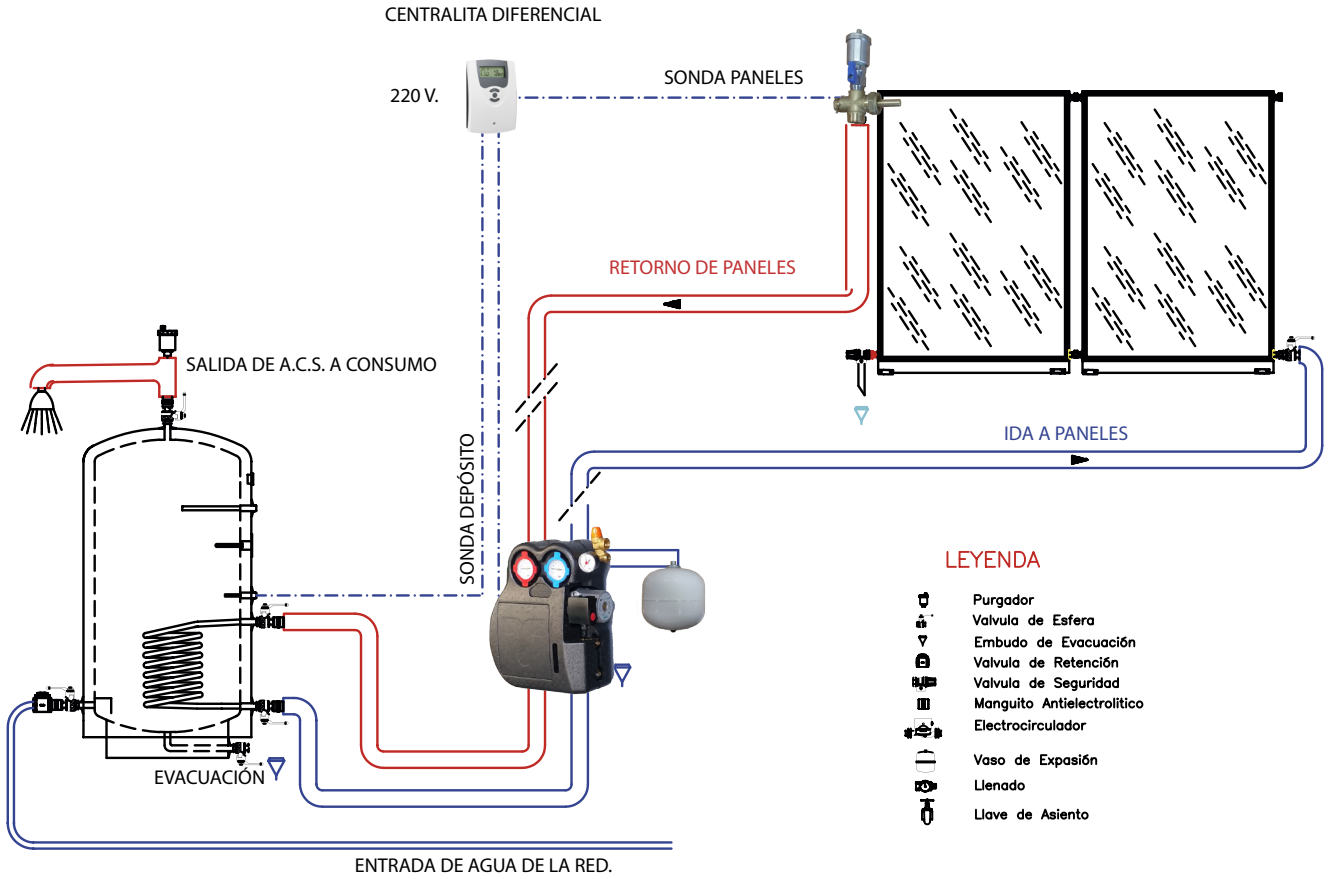 CENTRALITA DIFERENCIAL
220 V.
SONDA PANELES
RETORNO DE PANELES
SALIDA DE A.C.S. A CONSUMO
IDA A PANELES
SONDA DEPÓSITO
EVACUACIÓN
ENTRADA DE AGUA DE LA RED.
LEYENDA
Purgador
Valvula de Esfera
Embudo de Evacuación
Valvula de Retención
Valvula de Seguridad
Manguito Antielectrolitico
Electrocirculador
Vaso de Expasión
Llenado
Llave de Asiento